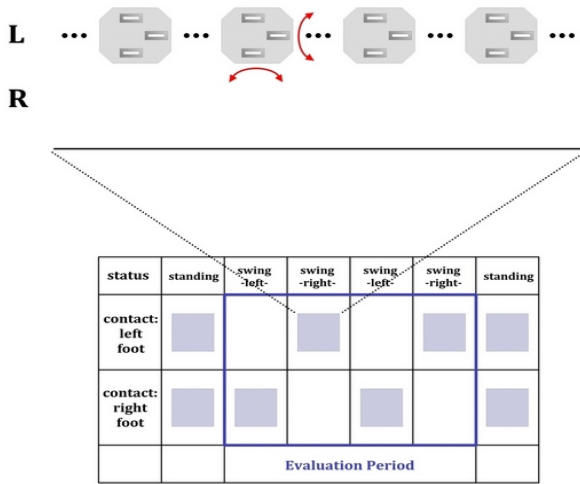 L ... ... ... ... ...
R
status standing swing -left- swing -right- swing -left- swing -right- standing
contact: left foot
contact: right foot
Evaluation Period